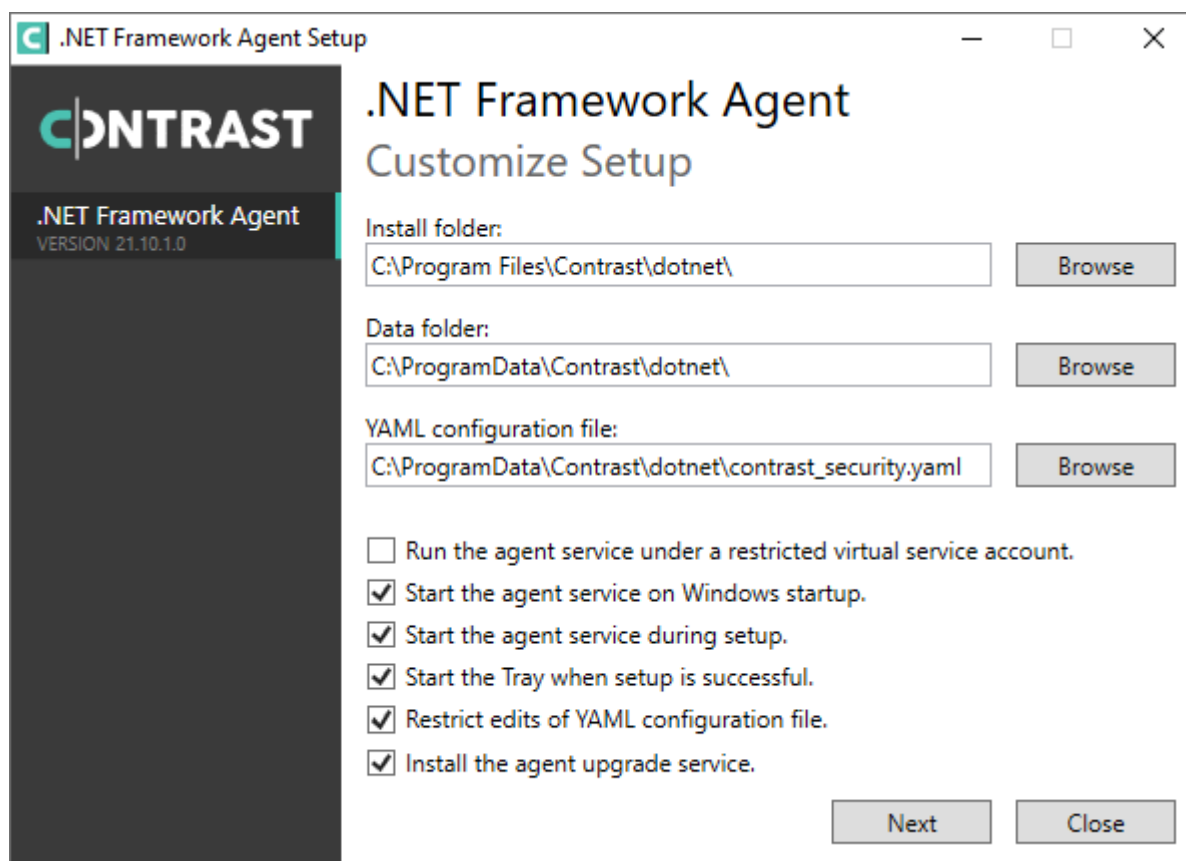 .NET Framework Agent Setup
CONTRAST
.NET Framework Agent
VERSION 21.10.1.0
.NET Framework Agent
Customize Setup
Install folder:
C:\Program Files\Contrast\dotnet\
Browse
Data folder:
C:\ProgramData\Contrast\dotnet\
Browse
YAML configuration file:
C:\ProgramData\Contrast\dotnet\contrast_security.yaml
Browse
Run the agent service under a restricted virtual service account.
Start the agent service on Windows startup.
Start the agent service during setup.
Start the Tray when setup is successful.
Restrict edits of YAML configuration file.
Install the agent upgrade service.
Next
Close